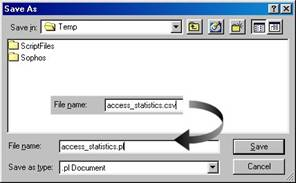 Save As
Save in: Temp
ScriptFiles
Sophos
File name: access_statistics.csv
File name: access_statistics.pl
Save
Save as type: .pl Document
Cancel